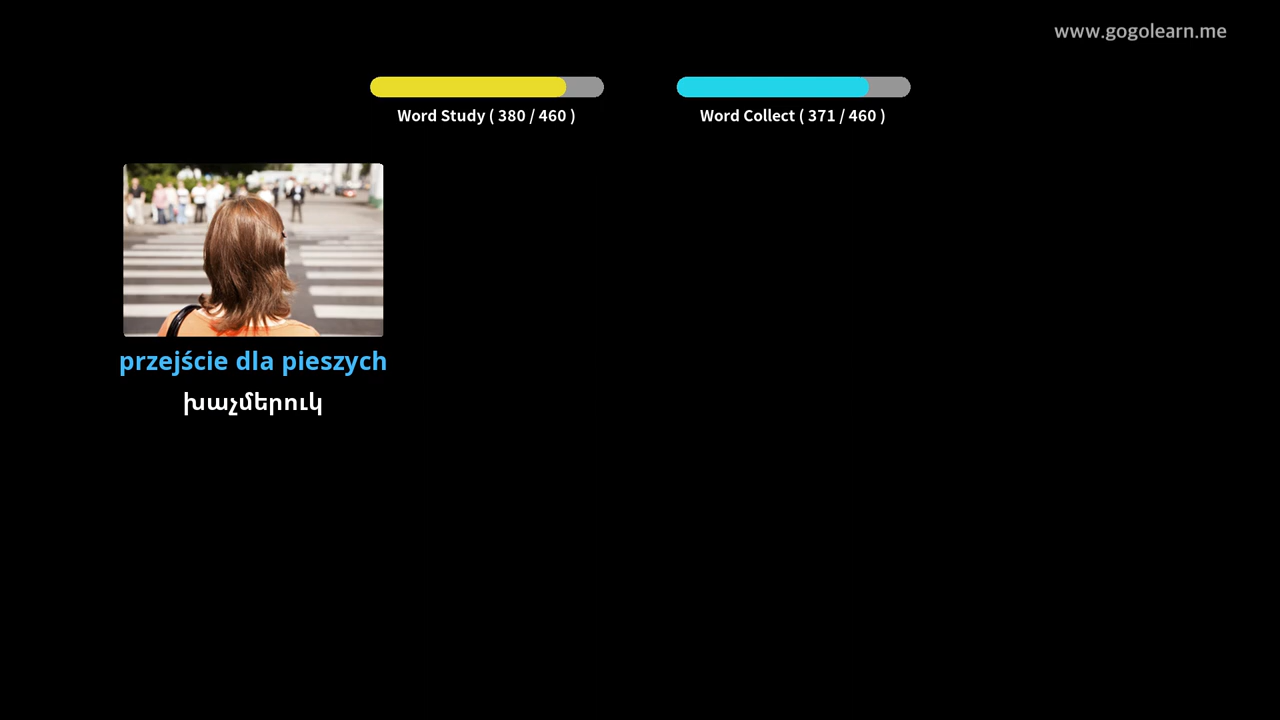 www.gogolearn.me
Word Study ( 380 / 460 )
Word Collect ( 371 / 460 )
przejście dla pieszych
խաչմերուկ